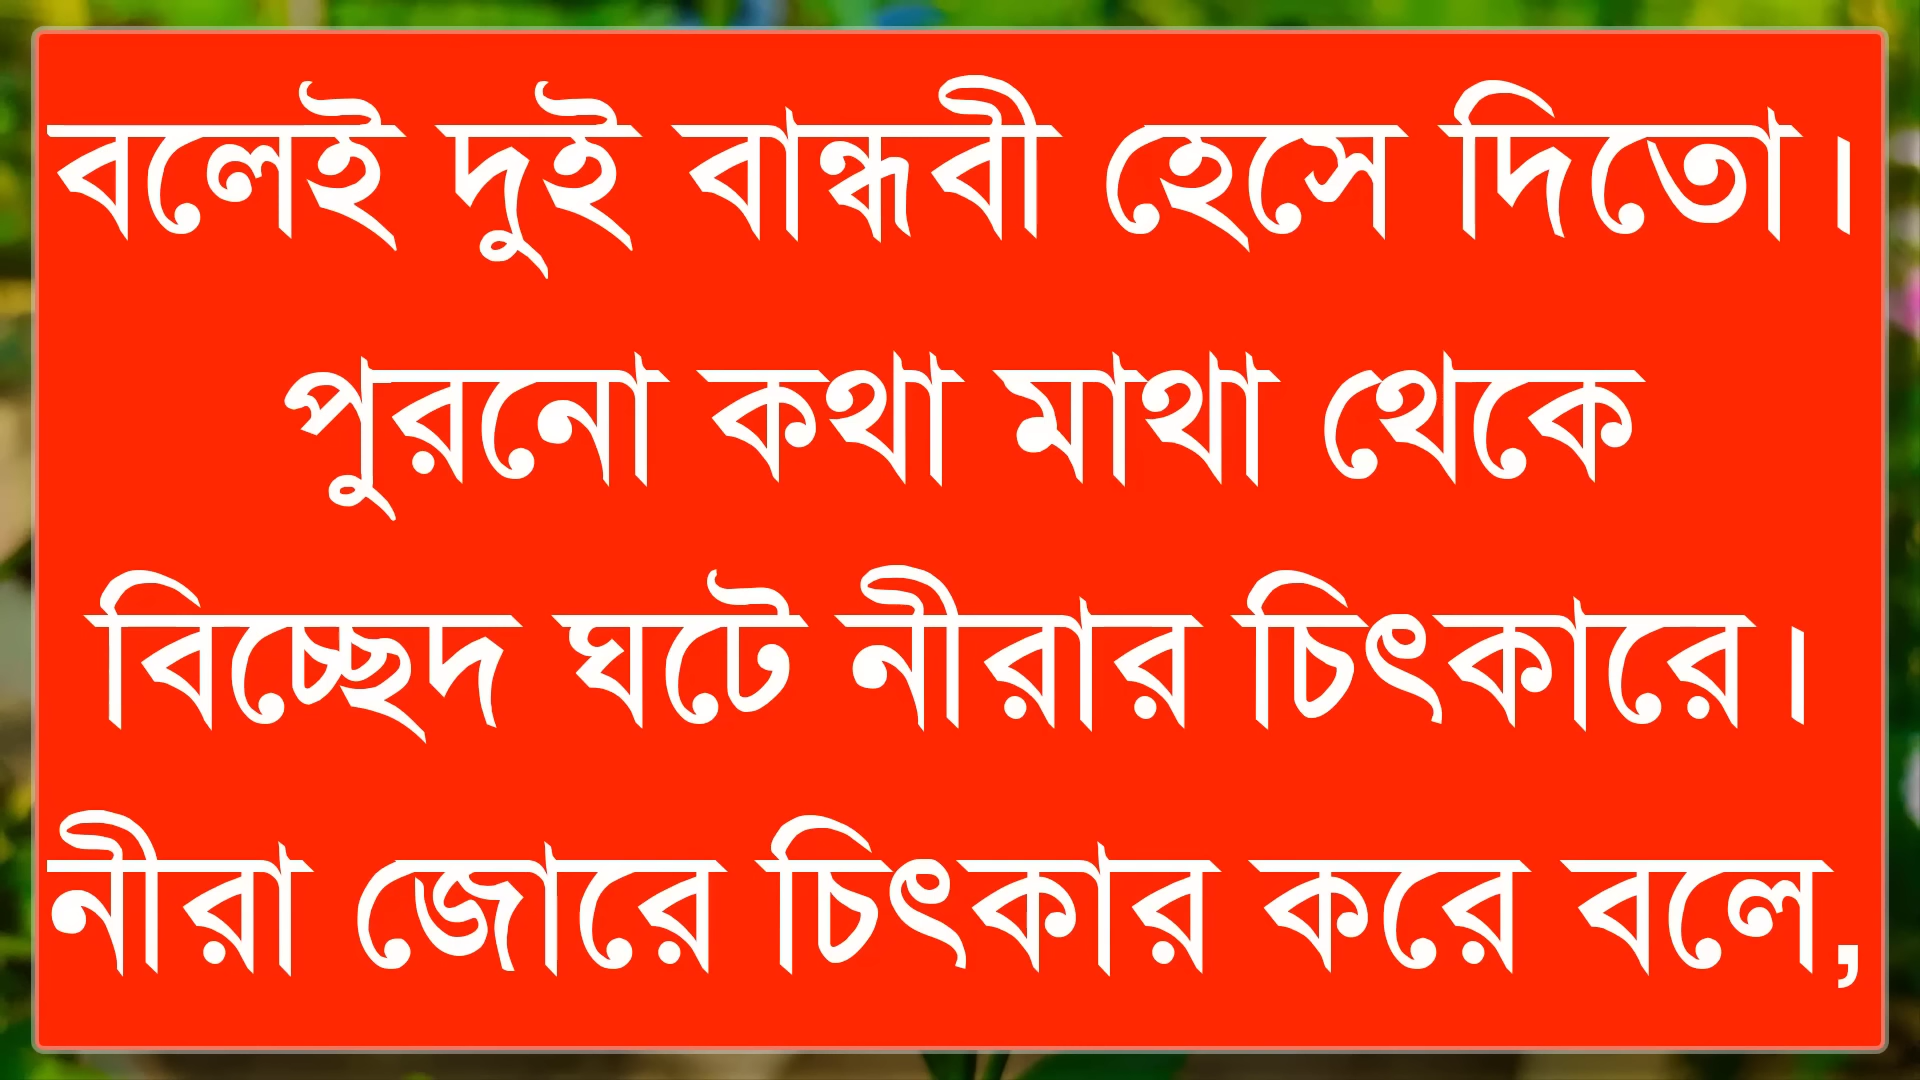 বলেই দুই বান্ধবী হেসে দিতো।
পুরনো কথা মাথা থেকে
বিচ্ছেদ ঘটে নীরার চিৎকারে।
নীরা জোরে চিৎকার করে বলে,